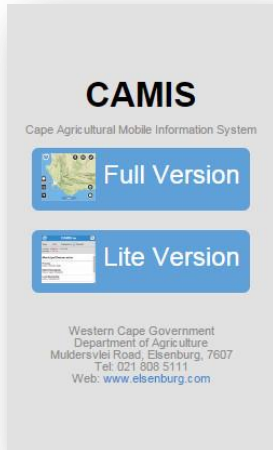 CAMIS
Cape Agricultural Mobile Information System
Full Version
Lite Version
Western Cape Government
Department of Agriculture
Muldersvlei Road, Elsenburg, 7607
Tel: 021 808 5111
Web: www.elsenburg.com